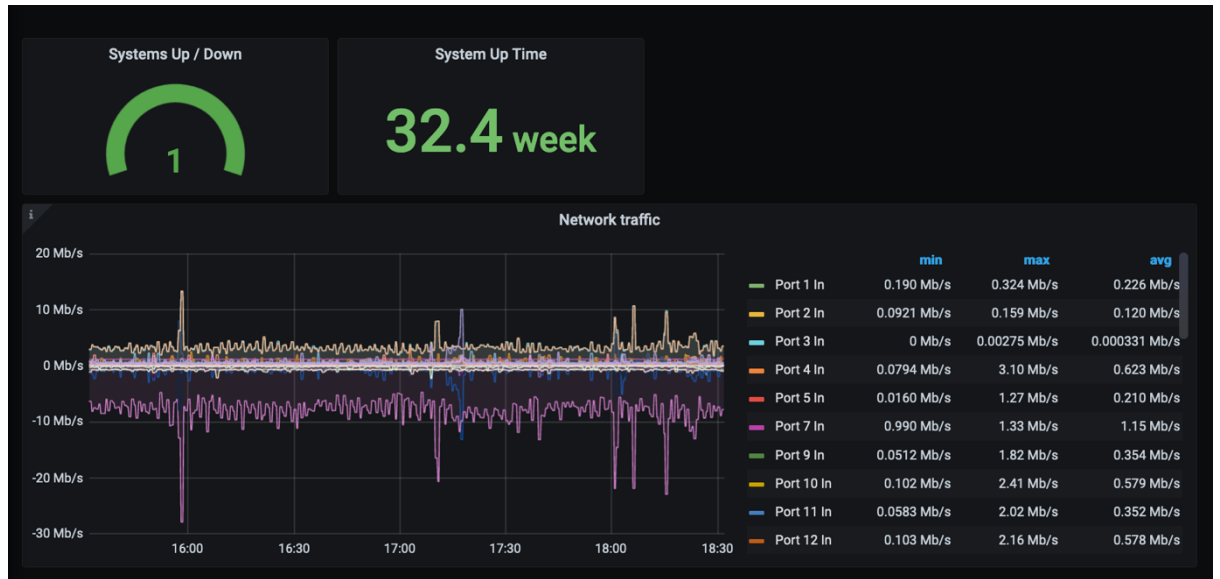 Systems Up / Down
1
System Up Time
32.4 week
i
Network traffic
20 Mb/s
10 Mb/s
0 Mb/s
-10 Mb/s
-20 Mb/s
-30 Mb/s
16:00 16:30 17:00 17:30 18:00 18:30
min max avg
Port 1 In 0.190 Mb/s 0.324 Mb/s 0.226 Mb/s
Port 2 In 0.0921 Mb/s 0.159 Mb/s 0.120 Mb/s
Port 3 In 0 Mb/s 0.00275 Mb/s 0.000331 Mb/s
Port 4 In 0.0794 Mb/s 3.10 Mb/s 0.623 Mb/s
Port 5 In 0.0160 Mb/s 1.27 Mb/s 0.210 Mb/s
Port 7 In 0.990 Mb/s 1.33 Mb/s 1.15 Mb/s
Port 9 In 0.0512 Mb/s 1.82 Mb/s 0.354 Mb/s
Port 10 In 0.102 Mb/s 2.41 Mb/s 0.579 Mb/s
Port 11 In 0.0583 Mb/s 2.02 Mb/s 0.352 Mb/s
Port 12 In 0.103 Mb/s 2.16 Mb/s 0.578 Mb/s